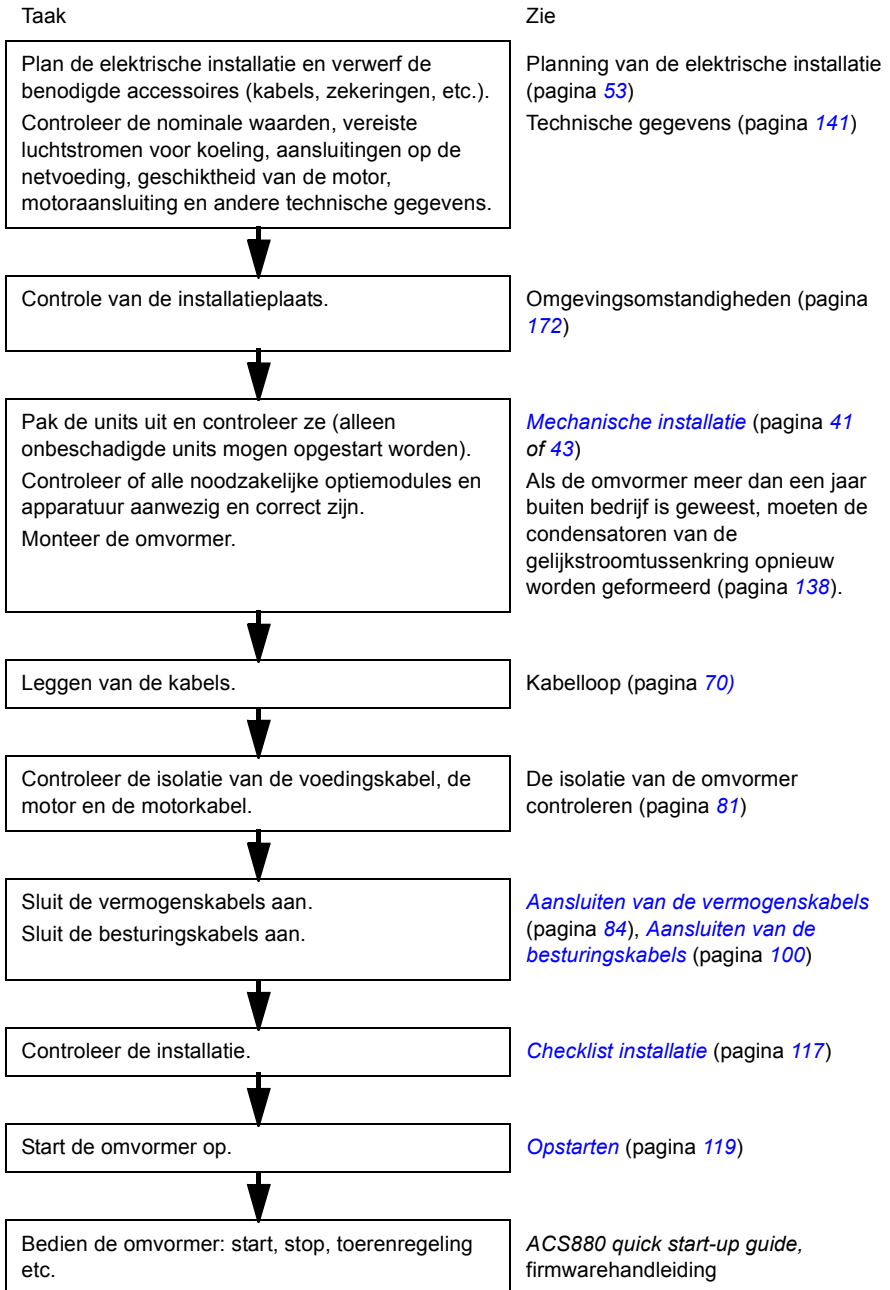 Taak
Zie
Plan de elektrische installatie en verwerf de
benodigde accessoires (kabels, zekeringen, etc.).
Controleer de nominale waarden, vereiste
luchtstromen voor koeling, aansluitingen op de
netvoeding, geschiktheid van de motor,
motoraansluiting en andere technische gegevens.
Planning van de elektrische installatie
(pagina 53)
Technische gegevens (pagina 141)
Controle van de installatieplaats.
Omgevingsomstandigheden (pagina
172)
Pak de units uit en controleer ze (alleen
onbeschadigde units mogen opgestart worden).
Controleer of alle noodzakelijke optiemodules en
apparatuur aanwezig en correct zijn.
Monteer de omvormer.
Mechanische installatie (pagina 41
of 43)
Als de omvormer meer dan een jaar
buiten bedrijf is geweest, moeten de
condensatoren van de
gelijkstroomtussenkring opnieuw
worden geformeerd (pagina 138).
Leggen van de kabels.
Kabelloop (pagina 70)
Controleer de isolatie van de voedingskabel, de
motor en de motorkabel.
De isolatie van de omvormer
controleren (pagina 81)
Sluit de vermogenskabels aan.
Sluit de besturingskabels aan.
Aansluiten van de vermogenskabels
(pagina 84), Aansluiten van de
besturingskabels (pagina 100)
Controleer de installatie.
Checklist installatie (pagina 117)
Start de omvormer op.
Opstarten (pagina 119)
Bedien de omvormer: start, stop, toerenregeling
etc.
ACS880 quick start-up guide,
firmwarehandleiding